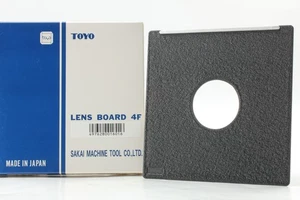 TOYO
LENS BOARD 4F
SAKAI MACHINE TOOL CO.,LTD.
MADE IN JAPAN